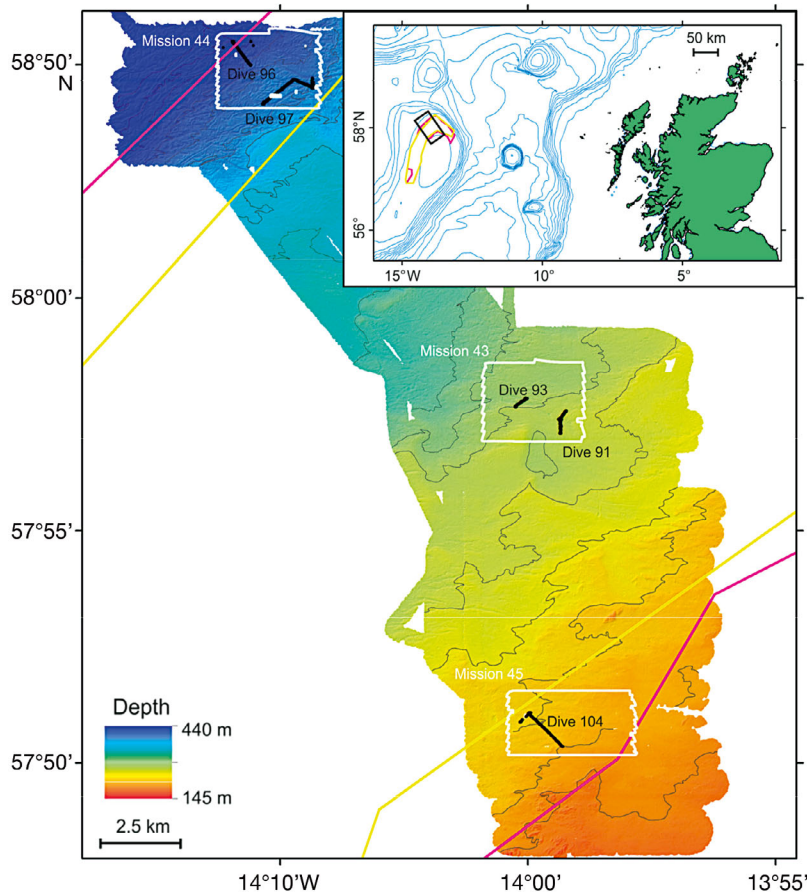 Mission 44
58°50'
N
Dive 96
Dive 97
50 km
58°N
56°
15°W
10°
5°
58°00'
Mission 43
Dive 93
Dive 91
57°55'
Mission 45
Dive 104
57°50'
Depth
440 m
145 m
2.5 km
14°10'W
14°00'
13°55'